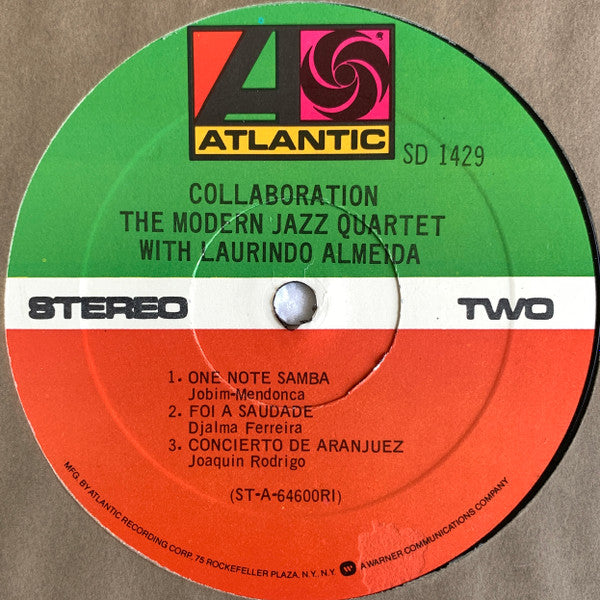 ATLANTIC
SD 1429
COLLABORATION
THE MODERN JAZZ QUARTET
WITH LAURINDO ALMEIDA
STEREO
TWO
1. ONE NOTE SAMBA
Jobim-Mendonca
2. FOI A SAUDADE
Djalma Ferreira
3. CONCIERTO DE ARANJUEZ
Joaquin Rodrigo
(ST-A-64600RI)
MFG. BY ATLANTIC RECORDING CORP. 75 ROCKEFELLER PLAZA, N.Y. N.Y. W A WARNER COMMUNICATIONS COMPANY